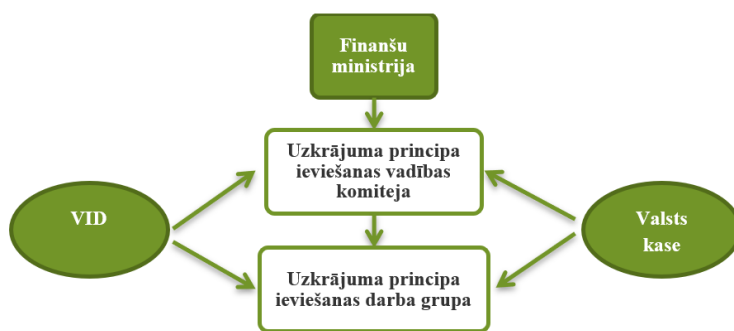 Finanšu
ministrija
Uzkrājuma principa
ieviešanas vadības
komiteja
VID
Valsts
kase
Uzkrājuma principa
ieviešanas darba grupa